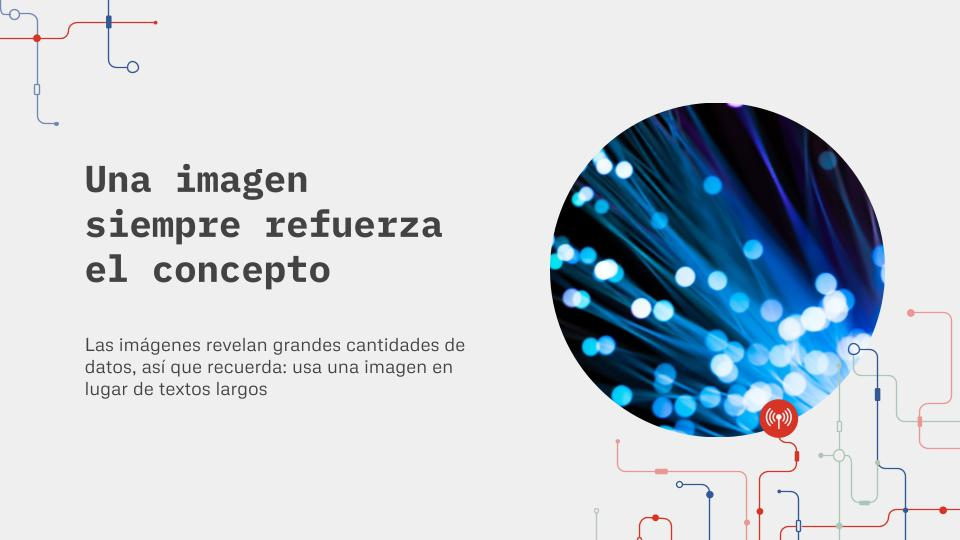 Una imagen
siempre refuerza
el concepto
Las imágenes revelan grandes cantidades de
datos, así que recuerda: usa una imagen en
lugar de textos largos